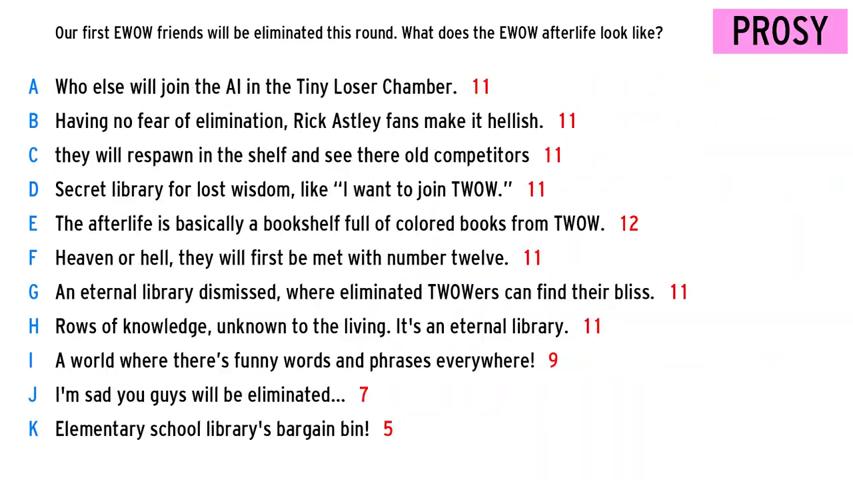 Our first EWOW friends will be eliminated this round. What does the EWOW afterlife look like?
PROSY
A Who else will join the AI in the Tiny Loser Chamber. 11
B Having no fear of elimination, Rick Astley fans make it hellish. 11
C they will respawn in the shelf and see there old competitors 11
D Secret library for lost wisdom, like “I want to join TWOW.” 11
E The afterlife is basically a bookshelf full of colored books from TWOW. 12
F Heaven or hell, they will first be met with number twelve. 11
G An eternal library dismissed, where eliminated TWOWers can find their bliss. 11
H Rows of knowledge, unknown to the living. It's an eternal library. 11
I A world where there’s funny words and phrases everywhere! 9
J I'm sad you guys will be eliminated... 7
K Elementary school library's bargain bin! 5